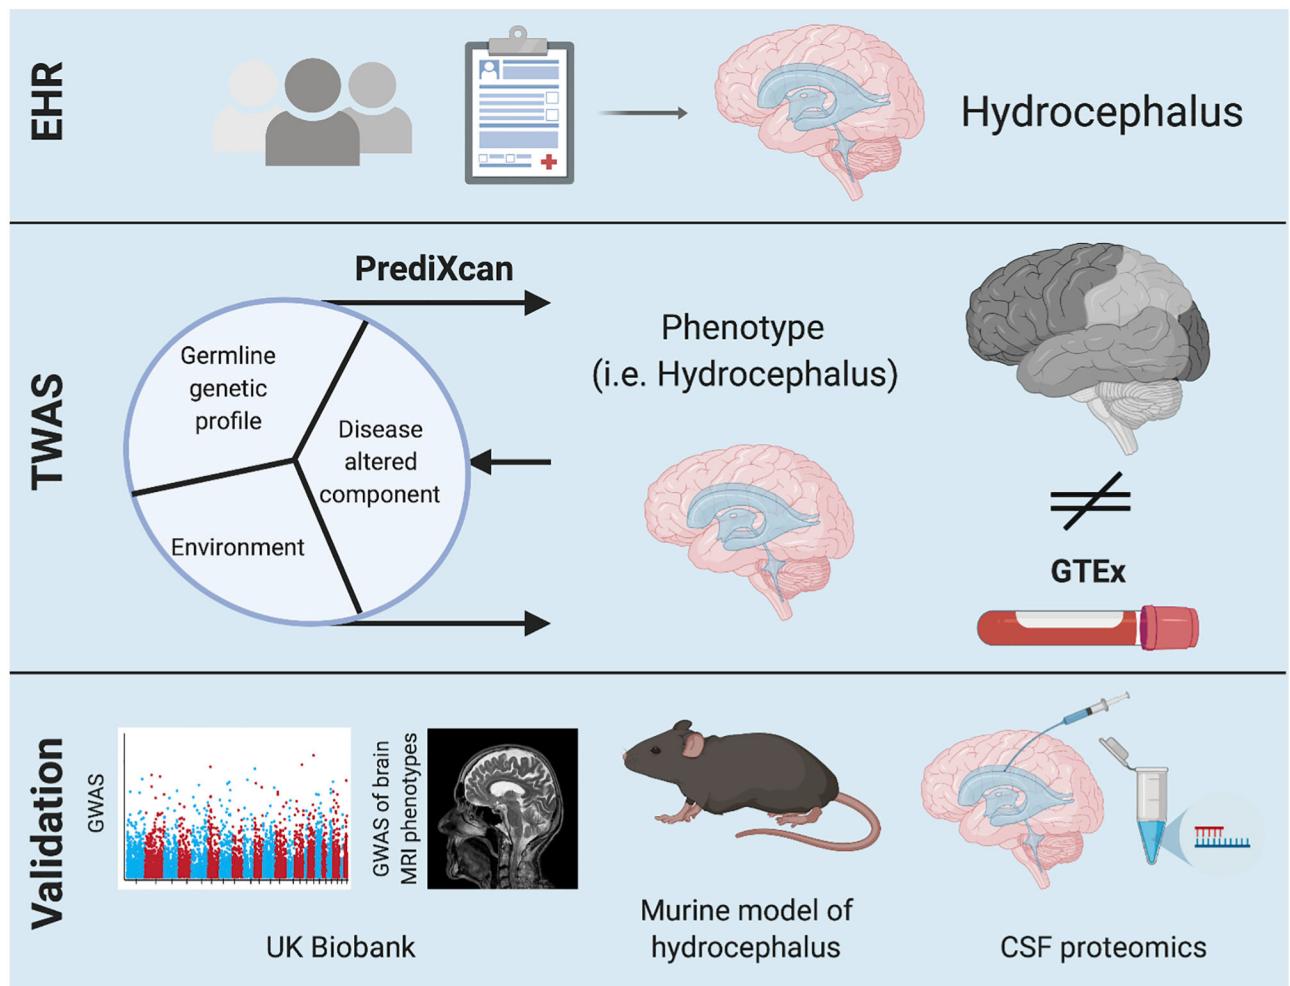 EHR
Hydrocephalus
TWAS
PrediXcan
Germline
genetic
profile
Disease
altered
component
Environment
Phenotype
(i.e. Hydrocephalus)
GTEx
Validation
GWAS
GWAS of brain
MRI phenotypes
UK Biobank
Murine model of
hydrocephalus
CSF proteomics